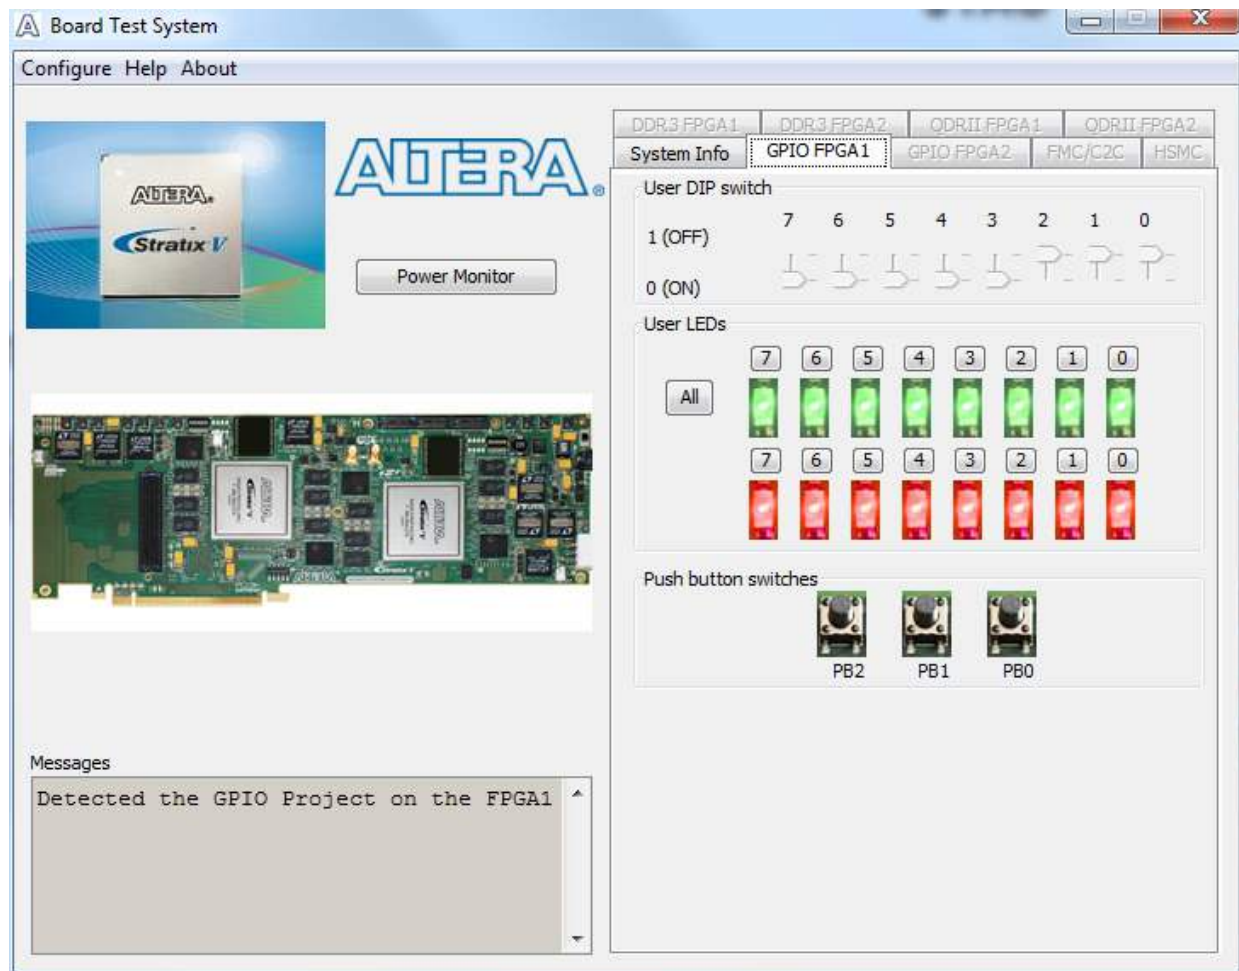 Board Test System
Configure Help About
ALTERA®
ALTERA®
Stratix V
Power Monitor
Messages
Detected the GPIO Project on the FPGA1
DDR3 FPGA1 DDR3 FPGA2 QDRII FPGA1 QDRII FPGA2
System Info GPIO FPGA1 GPIO FPGA2 FMC/C2C HSMC
User DIP switch
7 6 5 4 3 2 1 0
1 (OFF)
0 (ON)
User LEDs
7 6 5 4 3 2 1 0
All
7 6 5 4 3 2 1 0
Push button switches
PB2 PB1 PB0